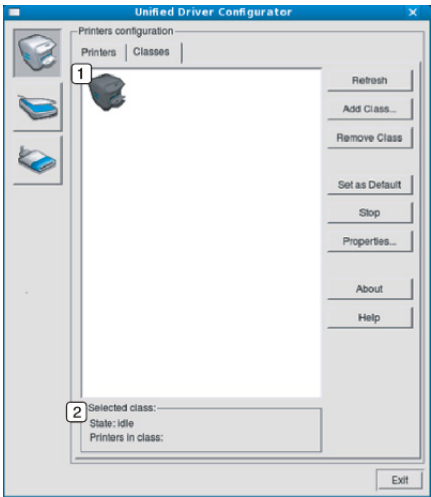 Unified Driver Configurator
Printers configuration
Printers Classes
1
Refresh
Add Class...
Remove Class
Set as Default
Stop
Properties...
About
Help
2
Selected class:
State: idle
Printers in class:
Exit